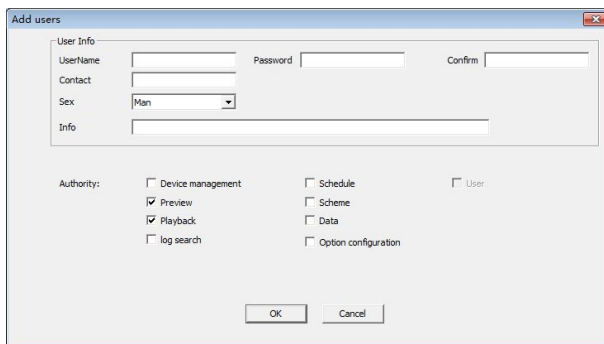 Add users
User Info
UserName Password Confirm
Contact
Sex Man
Info
Authority: Device management Schedule User
Preview Scheme
Playback Data
log search Option configuration
OK Cancel